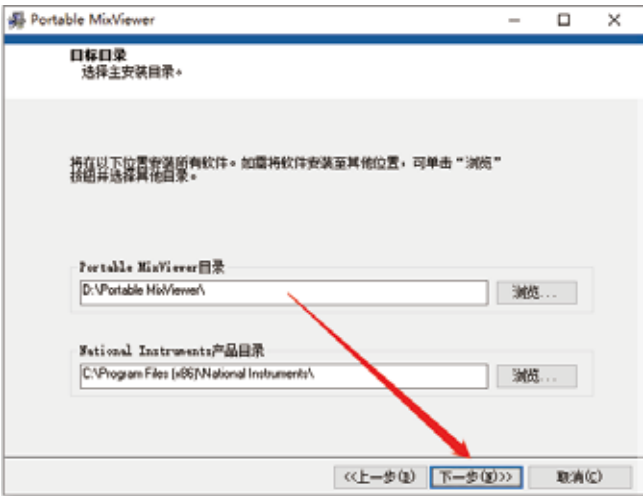 Portable MixViewer
目标目录
选择主安装目录。
将在以下位置安装所有软件。如需将软件安装至其他位置，可单击“浏览”
按钮并选择其他目录。
Portable MixViewer目录
D:\Portable MixViewer\
浏览...
National Instruments产品目录
C:\Program Files (x86)\National Instruments\
浏览...
<<上一步(B)
下一步(N)>>
取消(C)